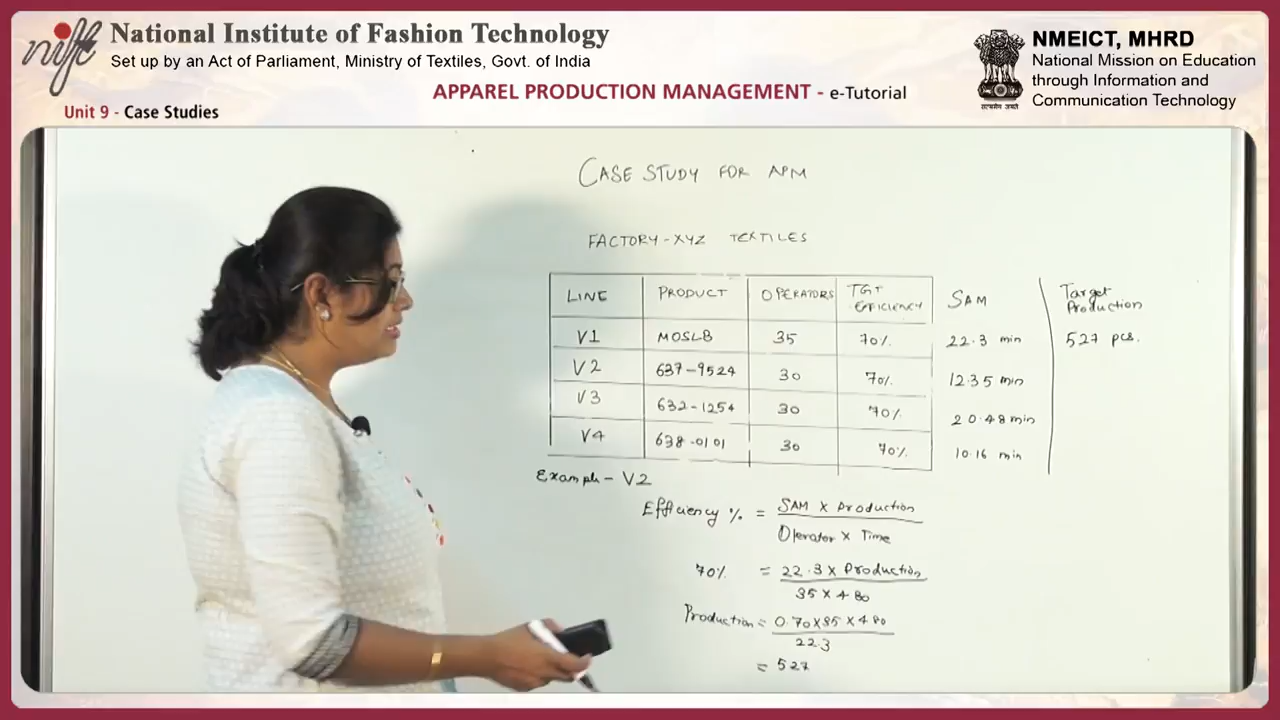 nift
National Institute of Fashion Technology
Set up by an Act of Parliament, Ministry of Textiles, Govt. of India
NMEICT, MHRD
National Mission on Education
through Information and
Communication Technology
सत्यमेव जयते
APPAREL PRODUCTION MANAGEMENT - e-Tutorial
Unit 9 - Case Studies
CASE STUDY FOR APM
FACTORY-XYZ TEXTILES
LINE PRODUCT OPERATORS TGT EFFICIENCY SAM Target Production
V1 MOSLB 35 70% 22.3 min 527 pcs.
V2 637-9524 30 70% 12.35 min
V3 632-1254 30 70% 20.48 min
V4 638-0101 30 70% 10.16 min
Example - V2
Efficiency % = SAM x Production
Operator x Time
70% = 22.3 x Production
35 x 480
Production = 0.70 x 35 x 480
22.3
= 527